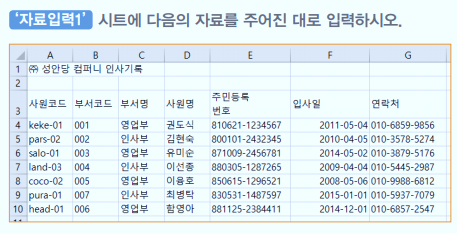 '자료입력1' 시트에 다음의 자료를 주어진 대로 입력하시오.
A B C D E F G
1 ㈜ 성안당 컴퍼니 인사기록
2
3 사원코드 부서코드 부서명 사원명 주민등록 입사일 연락처
번호
4 keke-01 001 영업부 권도식 810621-1234567 2011-05-04 010-6859-9856
5 pars-02 002 인사부 김현숙 800101-2432345 2010-04-05 010-3578-5274
6 salo-01 003 영업부 유미순 871009-2456781 2014-05-02 010-3879-5176
7 land-03 004 인사부 이선종 880305-1287265 2009-04-04 010-5445-2987
8 coco-02 005 영업부 이용호 850615-1296521 2008-05-06 010-9988-6812
9 pura-01 007 인사부 최병탁 830531-1487597 2015-01-01 010-5937-7079
10 head-01 006 영업부 함영아 881125-2384411 2014-12-01 010-6857-2547